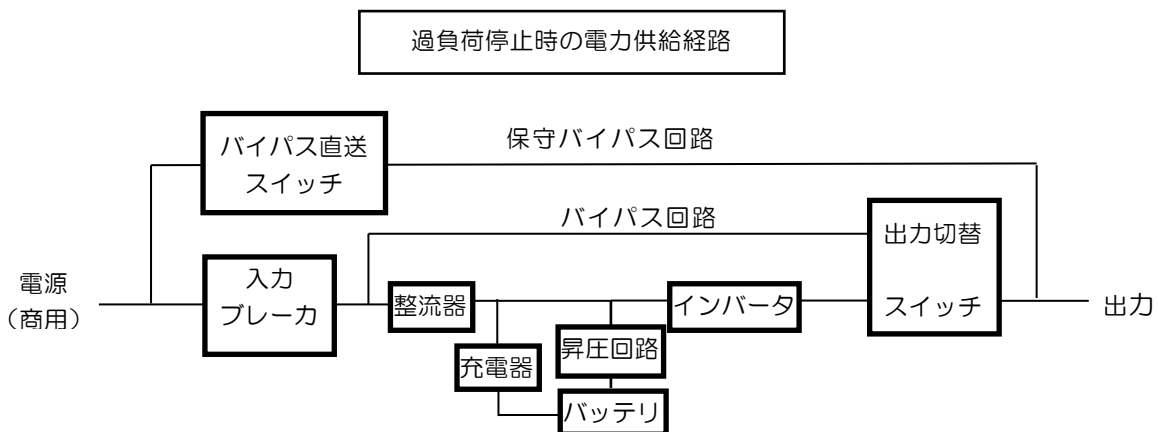 過負荷停止時の電力供給経路
バイパス直送
スイッチ
保守バイパス回路
バイパス回路
出力切替
スイッチ
電源
（商用）
入力
ブレーカ
整流器
インバータ
出力
昇圧回路
充電器
バッテリ